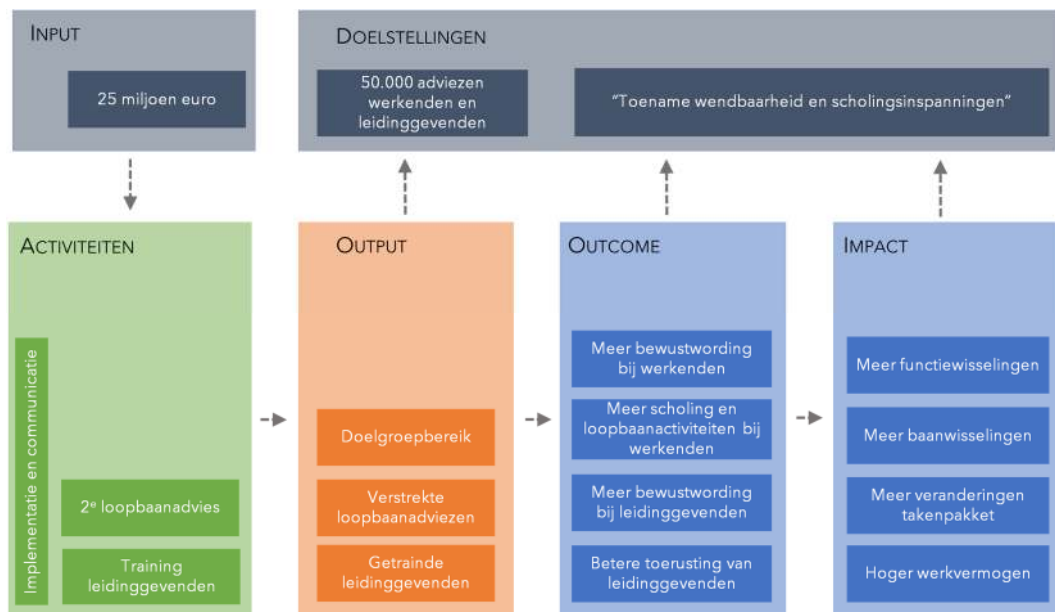 INPUT
25 miljoen euro
DOELSTELLINGEN
50.000 adviezen
werkenden en
leidinggevenden
“Toename wendbaarheid en scholingsinspanningen”
ACTIVITEITEN
Implementatie en communicatie
2e loopbaanadvies
Training
leidinggevenden
OUTPUT
Doelgroepbereik
Verstrekte
loopbaanadviezen
Getrainde
leidinggevenden
OUTCOME
Meer bewustwording
bij werkenden
Meer scholing en
loopbaanactiviteiten bij
werkenden
Meer bewustwording
bij leidinggevenden
Betere toerusting van
leidinggevenden
IMPACT
Meer functiewisselingen
Meer baanwisselingen
Meer veranderingen
takenpakket
Hoger werkvermogen